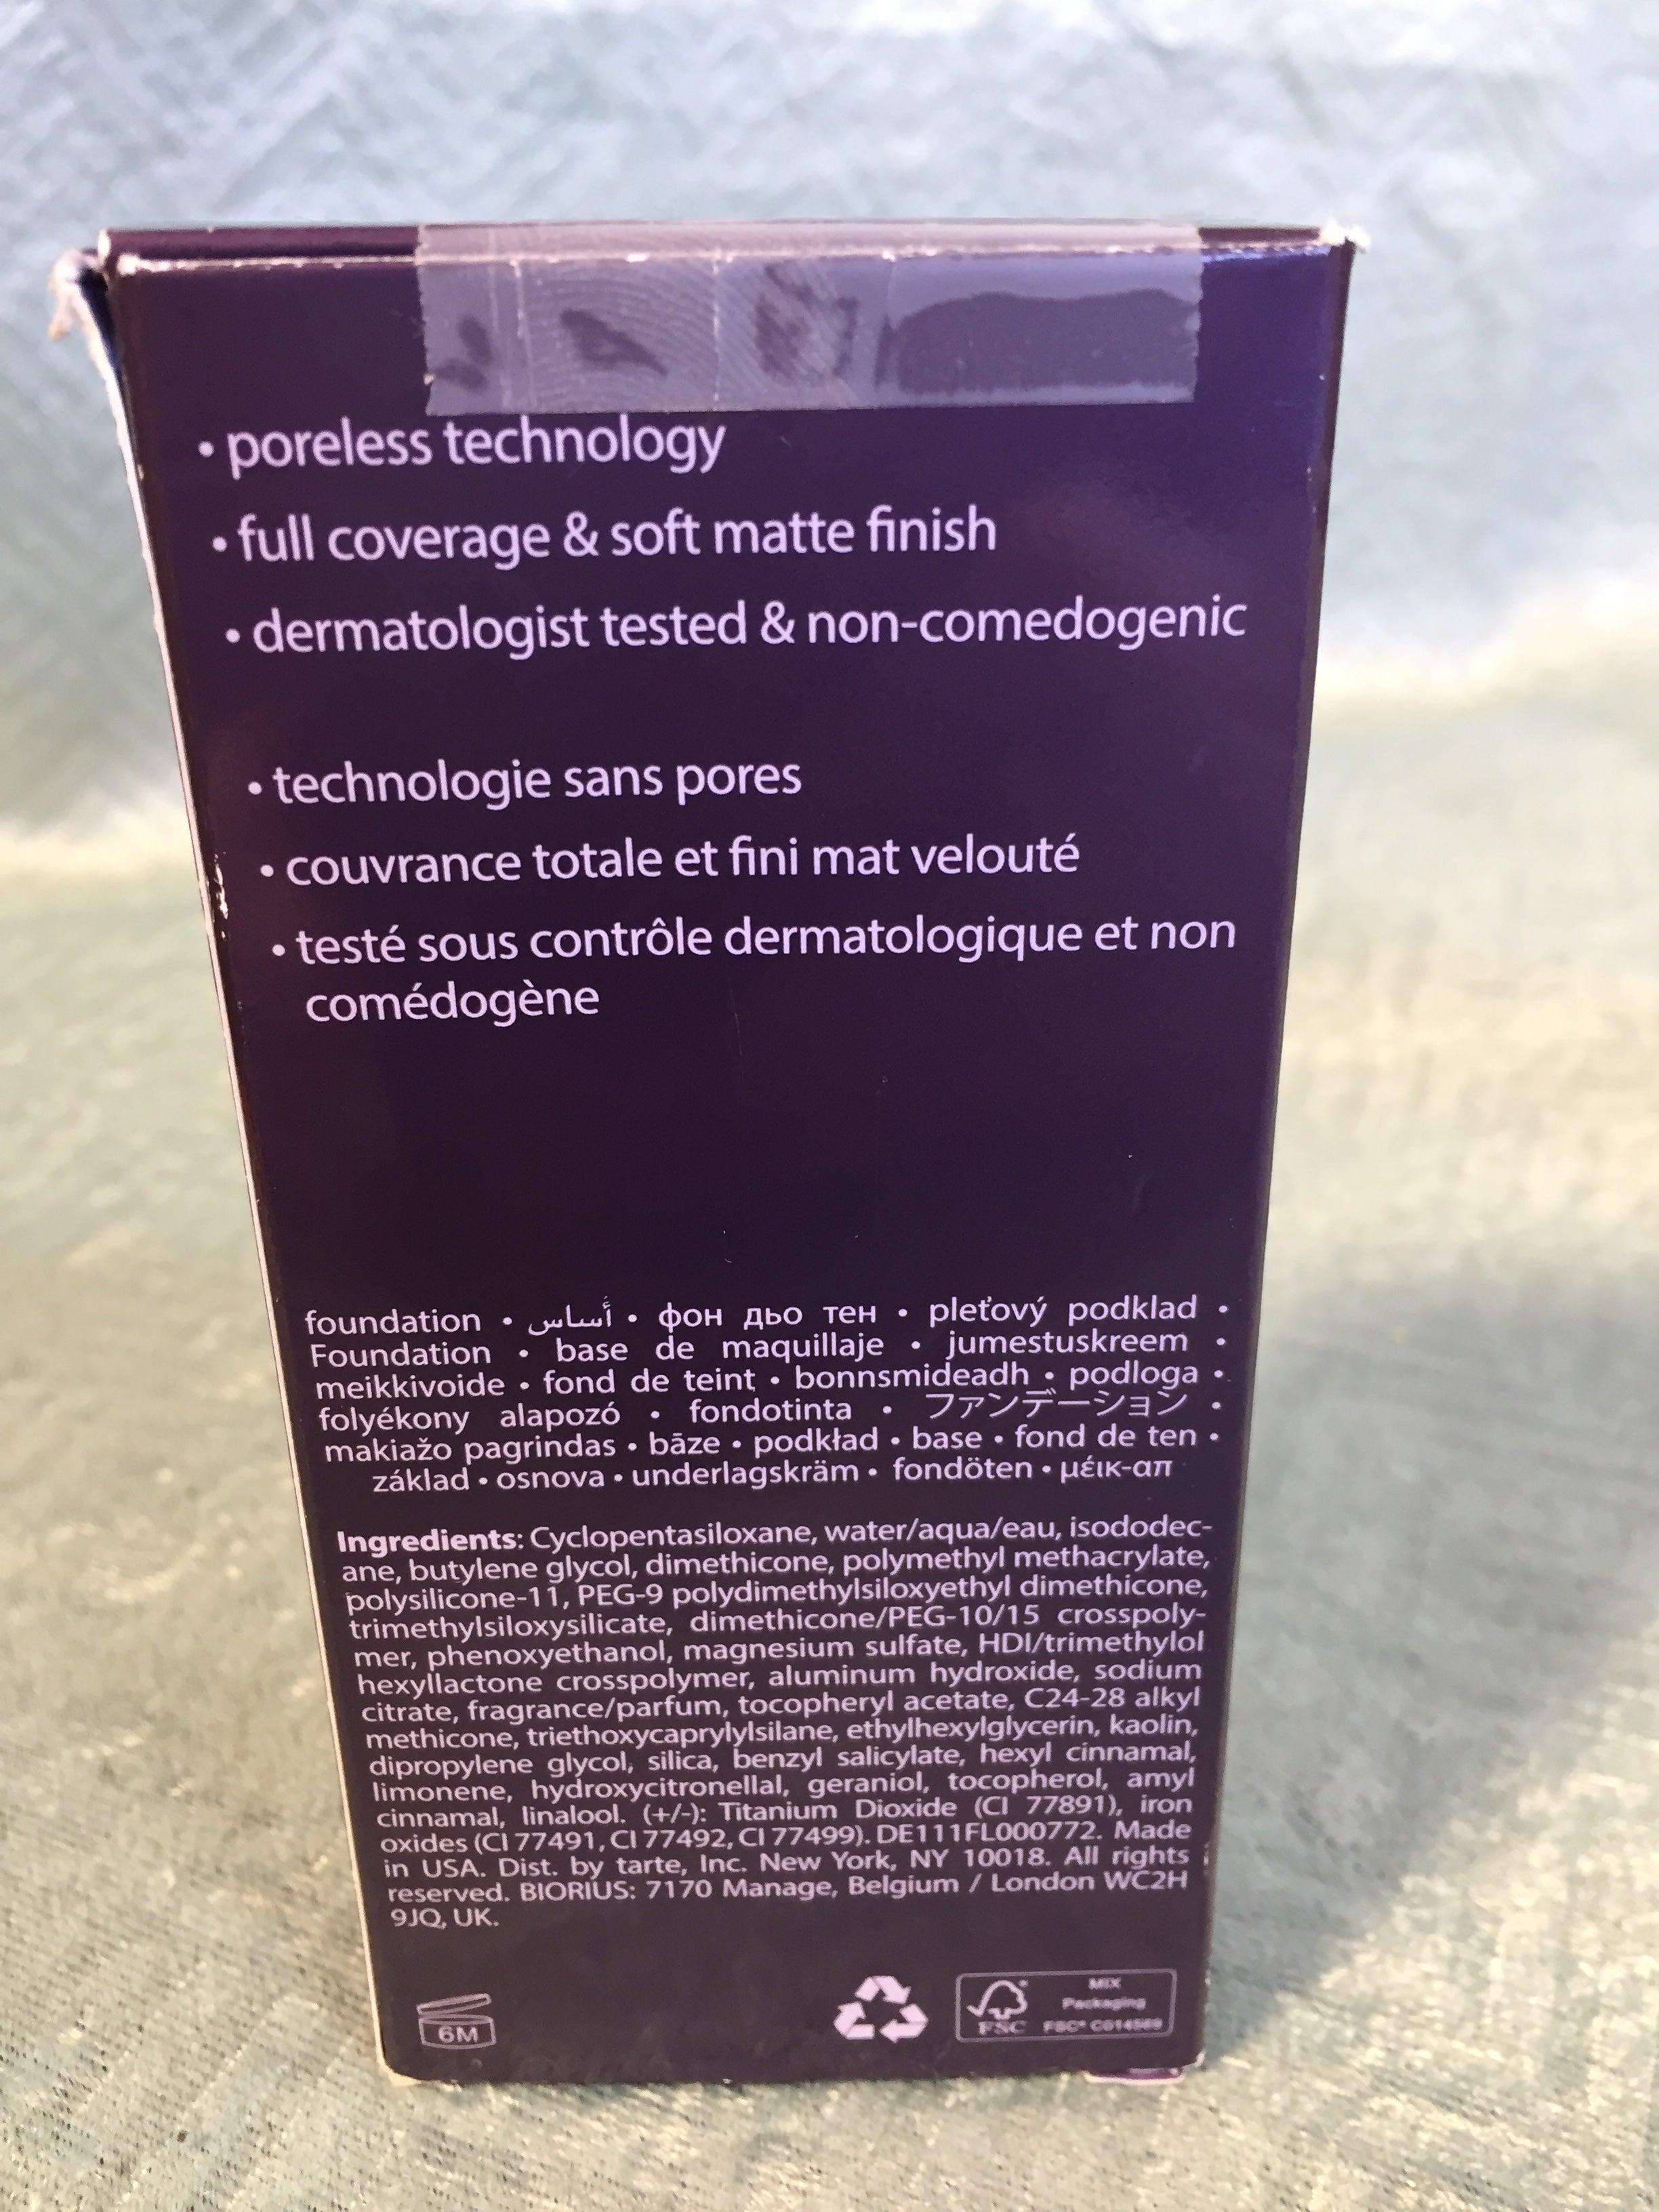 • poreless technology
• full coverage & soft matte finish
• dermatologist tested & non-comedogenic
• technologie sans pores
• couvrance totale et fini mat velouté
• testé sous contrôle dermatologique et non
comédogène
foundation • أساس • фон дьо тен • pleťový podklad •
Foundation • base de maquillaje • jumestuskreem •
meikkivoide • fond de teint • bonnsmideadh • podloga •
folyékony alapozó • fondotinta • ファンデーション •
makiažo pagrindas • bāze • podkład • base • fond de ten •
základ • osnova • underlagskräm • fondöten • μέικ-απ
Ingredients: Cyclopentasiloxane, water/aqua/eau, isododec-
ane, butylene glycol, dimethicone, polymethyl methacrylate,
polysilicone-11, PEG-9 polydimethylsiloxyethyl dimethicone,
trimethylsiloxysilicate, dimethicone/PEG-10/15 crosspoly-
mer, phenoxyethanol, magnesium sulfate, HDI/trimethylol
hexyllactone crosspolymer, aluminum hydroxide, sodium
citrate, fragrance/parfum, tocopheryl acetate, C24-28 alkyl
methicone, triethoxycaprylylsilane, ethylhexylglycerin, kaolin,
dipropylene glycol, silica, benzyl salicylate, hexyl cinnamal,
limonene, hydroxycitronellal, geraniol, tocopherol, amyl
cinnamal, linalool. (+/-): Titanium Dioxide (CI 77891), iron
oxides (CI 77491, CI 77492, CI 77499). DE111FL000772. Made
in USA. Dist. by tarte, Inc. New York, NY 10018. All rights
reserved. BIORIUS: 7170 Manage, Belgium / London WC2H
9JQ, UK.
6M
MIX
Packaging
FSC FSC® C014569